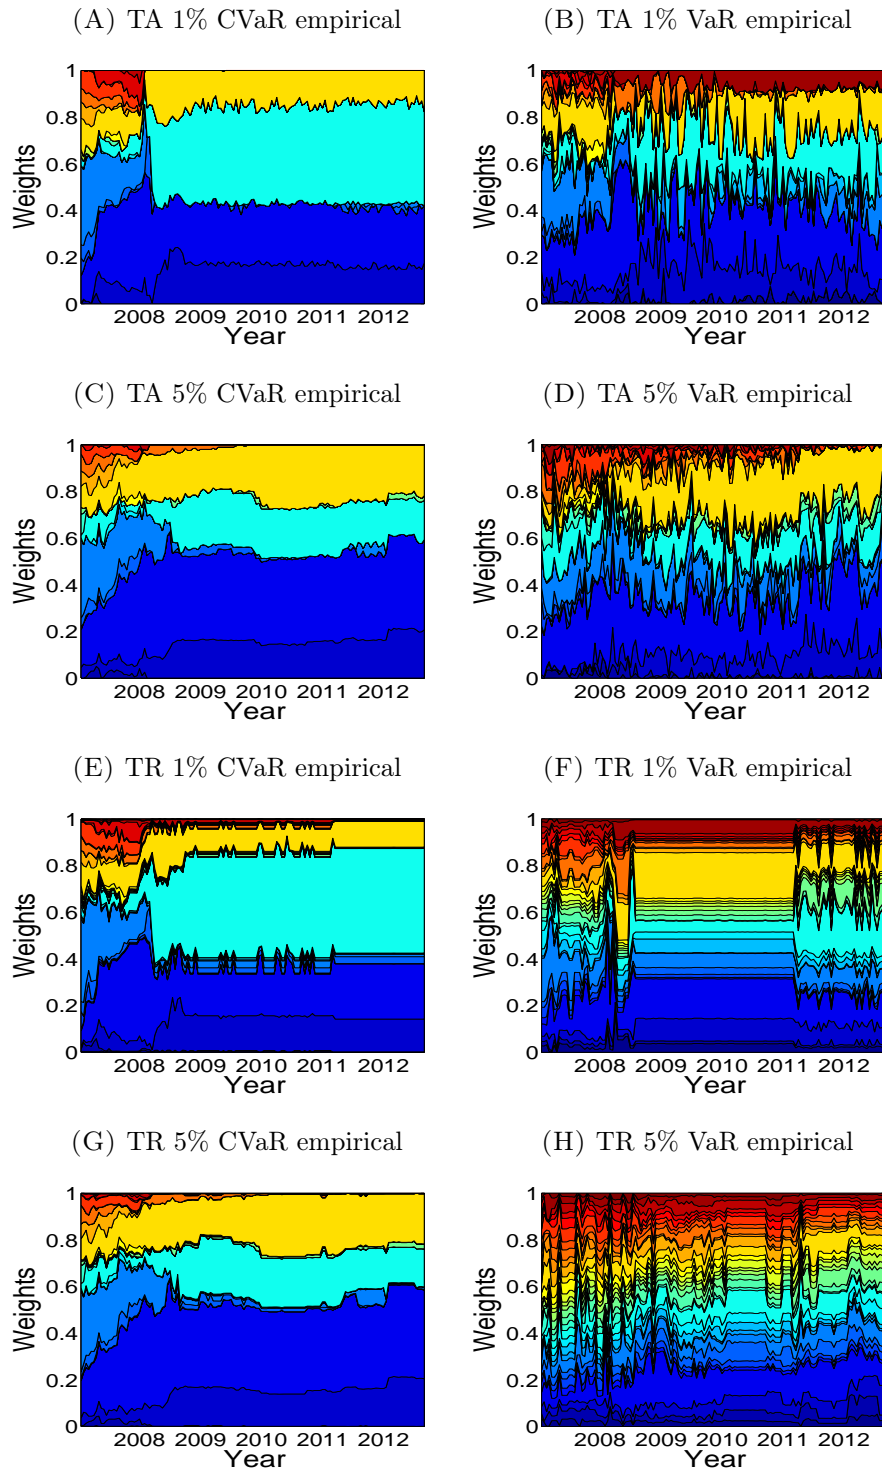 (A) TA 1% CVaR empirical
(B) TA 1% VaR empirical
Weights
1
0.8
0.6
0.4
0.2
0
2008 2009 2010 2011 2012
Year
Weights
1
0.8
0.6
0.4
0.2
0
2008 2009 2010 2011 2012
Year
(C) TA 5% CVaR empirical
(D) TA 5% VaR empirical
Weights
1
0.8
0.6
0.4
0.2
0
2008 2009 2010 2011 2012
Year
Weights
1
0.8
0.6
0.4
0.2
0
2008 2009 2010 2011 2012
Year
(E) TR 1% CVaR empirical
(F) TR 1% VaR empirical
Weights
1
0.8
0.6
0.4
0.2
0
2008 2009 2010 2011 2012
Year
Weights
1
0.8
0.6
0.4
0.2
0
2008 2009 2010 2011 2012
Year
(G) TR 5% CVaR empirical
(H) TR 5% VaR empirical
Weights
1
0.8
0.6
0.4
0.2
0
2008 2009 2010 2011 2012
Year
Weights
1
0.8
0.6
0.4
0.2
0
2008 2009 2010 2011 2012
Year